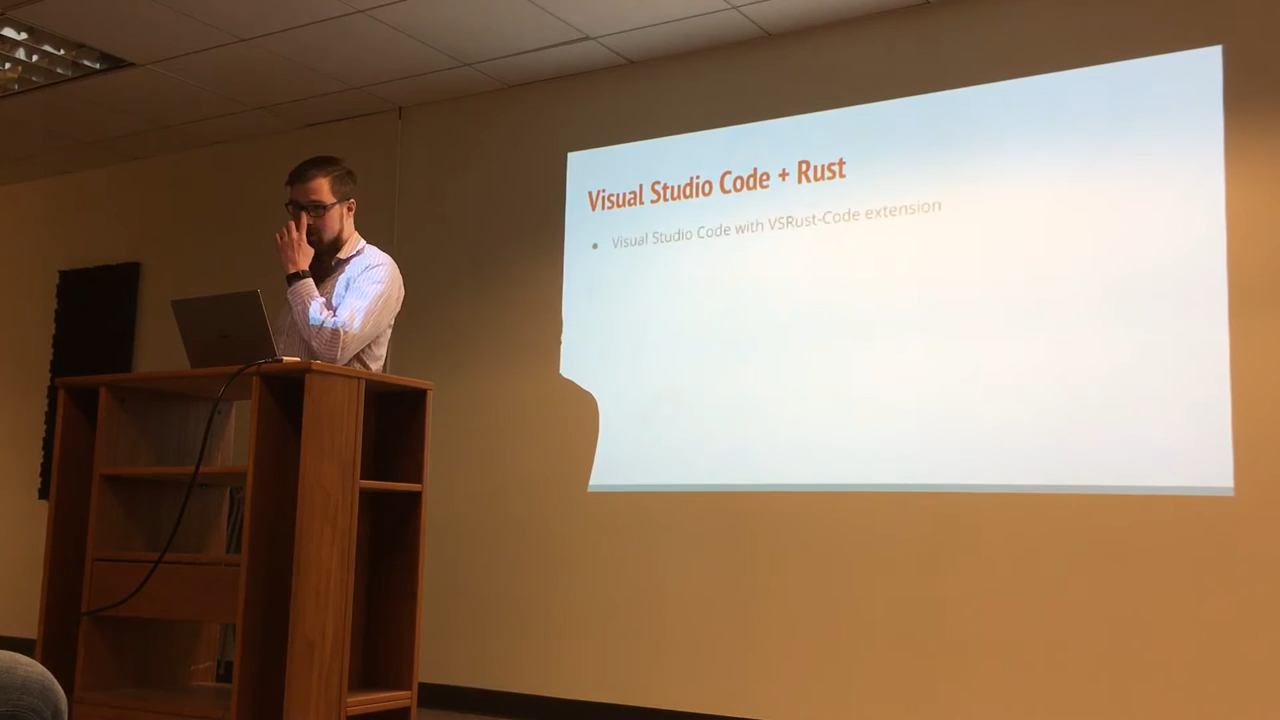 Visual Studio Code + Rust
• Visual Studio Code with VSRust-Code extension